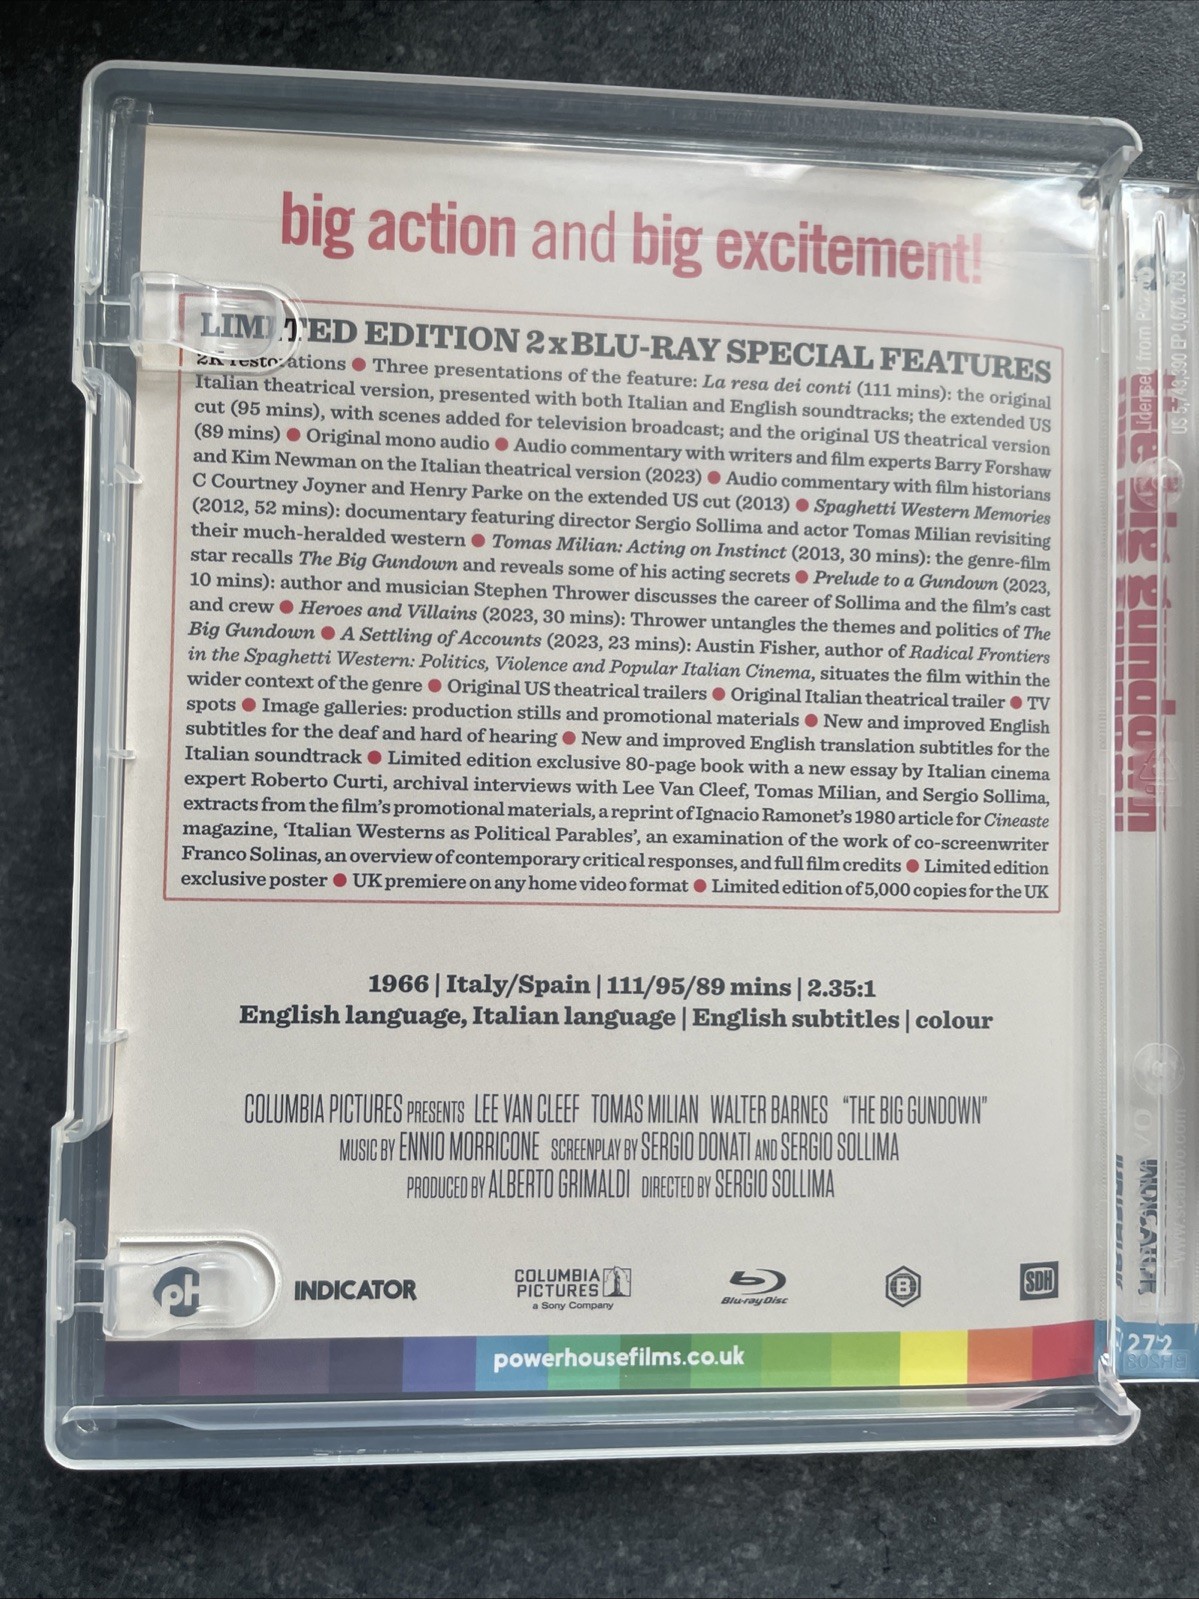 big action and big excitement!
LIMITED EDITION 2xBLU-RAY SPECIAL FEATURES
2K restorations ● Three presentations of the feature: La resa dei conti (111 mins): the original
Italian theatrical version, presented with both Italian and English soundtracks; the extended US
cut (95 mins), with scenes added for television broadcast; and the original US theatrical version
(89 mins) ● Original mono audio ● Audio commentary with writers and film experts Barry Forshaw
and Kim Newman on the Italian theatrical version (2023) ● Audio commentary with film historians
C Courtney Joyner and Henry Parke on the extended US cut (2013) ● Spaghetti Western Memories
(2012, 52 mins): documentary featuring director Sergio Sollima and actor Tomas Milian revisiting
their much-heralded western ● Tomas Milian: Acting on Instinct (2013, 30 mins): the genre-film
star recalls The Big Gundown and reveals some of his acting secrets ● Prelude to a Gundown (2023,
10 mins): author and musician Stephen Thrower discusses the career of Sollima and the film's cast
and crew ● Heroes and Villains (2023, 30 mins): Thrower untangles the themes and politics of The
Big Gundown ● A Settling of Accounts (2023, 23 mins): Austin Fisher, author of Radical Frontiers
in the Spaghetti Western: Politics, Violence and Popular Italian Cinema, situates the film within the
wider context of the genre ● Original US theatrical trailers ● Original Italian theatrical trailer ● TV
spots ● Image galleries: production stills and promotional materials ● New and improved English
subtitles for the deaf and hard of hearing ● New and improved English translation subtitles for the
Italian soundtrack ● Limited edition exclusive 80-page book with a new essay by Italian cinema
expert Roberto Curti, archival interviews with Lee Van Cleef, Tomas Milian, and Sergio Sollima,
extracts from the film's promotional materials, a reprint of Ignacio Ramonet's 1980 article for Cineaste
magazine, 'Italian Westerns as Political Parables', an examination of the work of co-screenwriter
Franco Solinas, an overview of contemporary critical responses, and full film credits ● Limited edition
exclusive poster ● UK premiere on any home video format ● Limited edition of 5,000 copies for the UK
1966 | Italy/Spain | 111/95/89 mins | 2.35:1
English language, Italian language | English subtitles | colour
COLUMBIA PICTURES PRESENTS LEE VAN CLEEF TOMAS MILIAN WALTER BARNES "THE BIG GUNDOWN"
MUSIC BY ENNIO MORRICONE SCREENPLAY BY SERGIO DONATI AND SERGIO SOLLIMA
PRODUCED BY ALBERTO GRIMALDI DIRECTED BY SERGIO SOLLIMA
pH INDICATOR COLUMBIA PICTURES a Sony Company Blu-ray Disc B SDH
powerhousefilms.co.uk
272